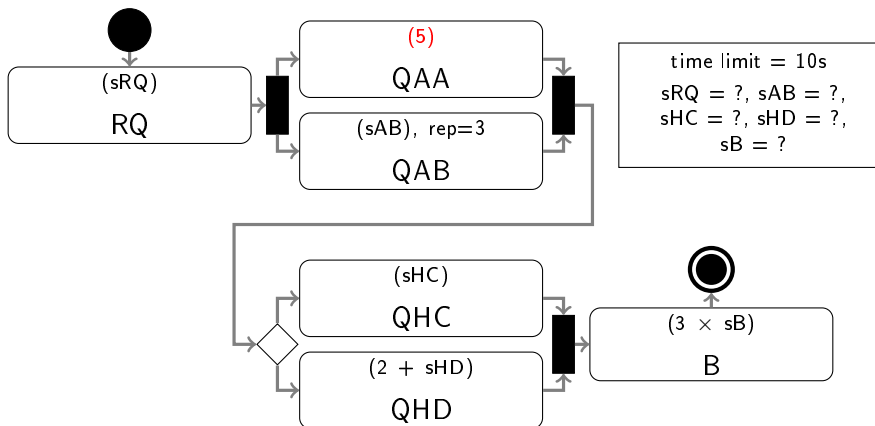 (sRQ)
RQ
(5)
QAA
(sAB), rep=3
QAB
time limit = 10s
sRQ = ?, sAB = ?,
sHC = ?, sHD = ?,
sB = ?
(sHC)
QHC
(2 + sHD)
QHD
(3 × sB)
B